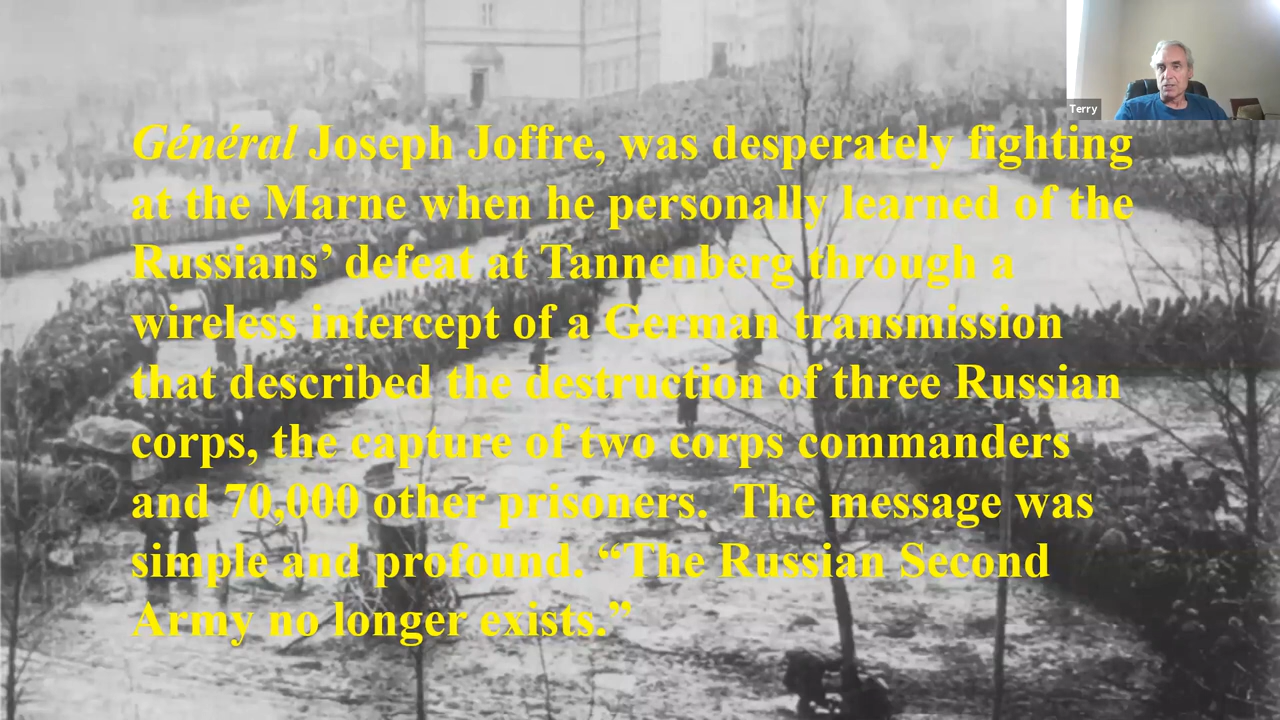 Terry
Général Joseph Joffre, was desperately fighting
at the Marne when he personally learned of the
Russians’ defeat at Tannenberg through a
wireless intercept of a German transmission
that described the destruction of three Russian
corps, the capture of two corps commanders
and 70,000 other prisoners.  The message was
simple and profound. “The Russian Second
Army no longer exists.”